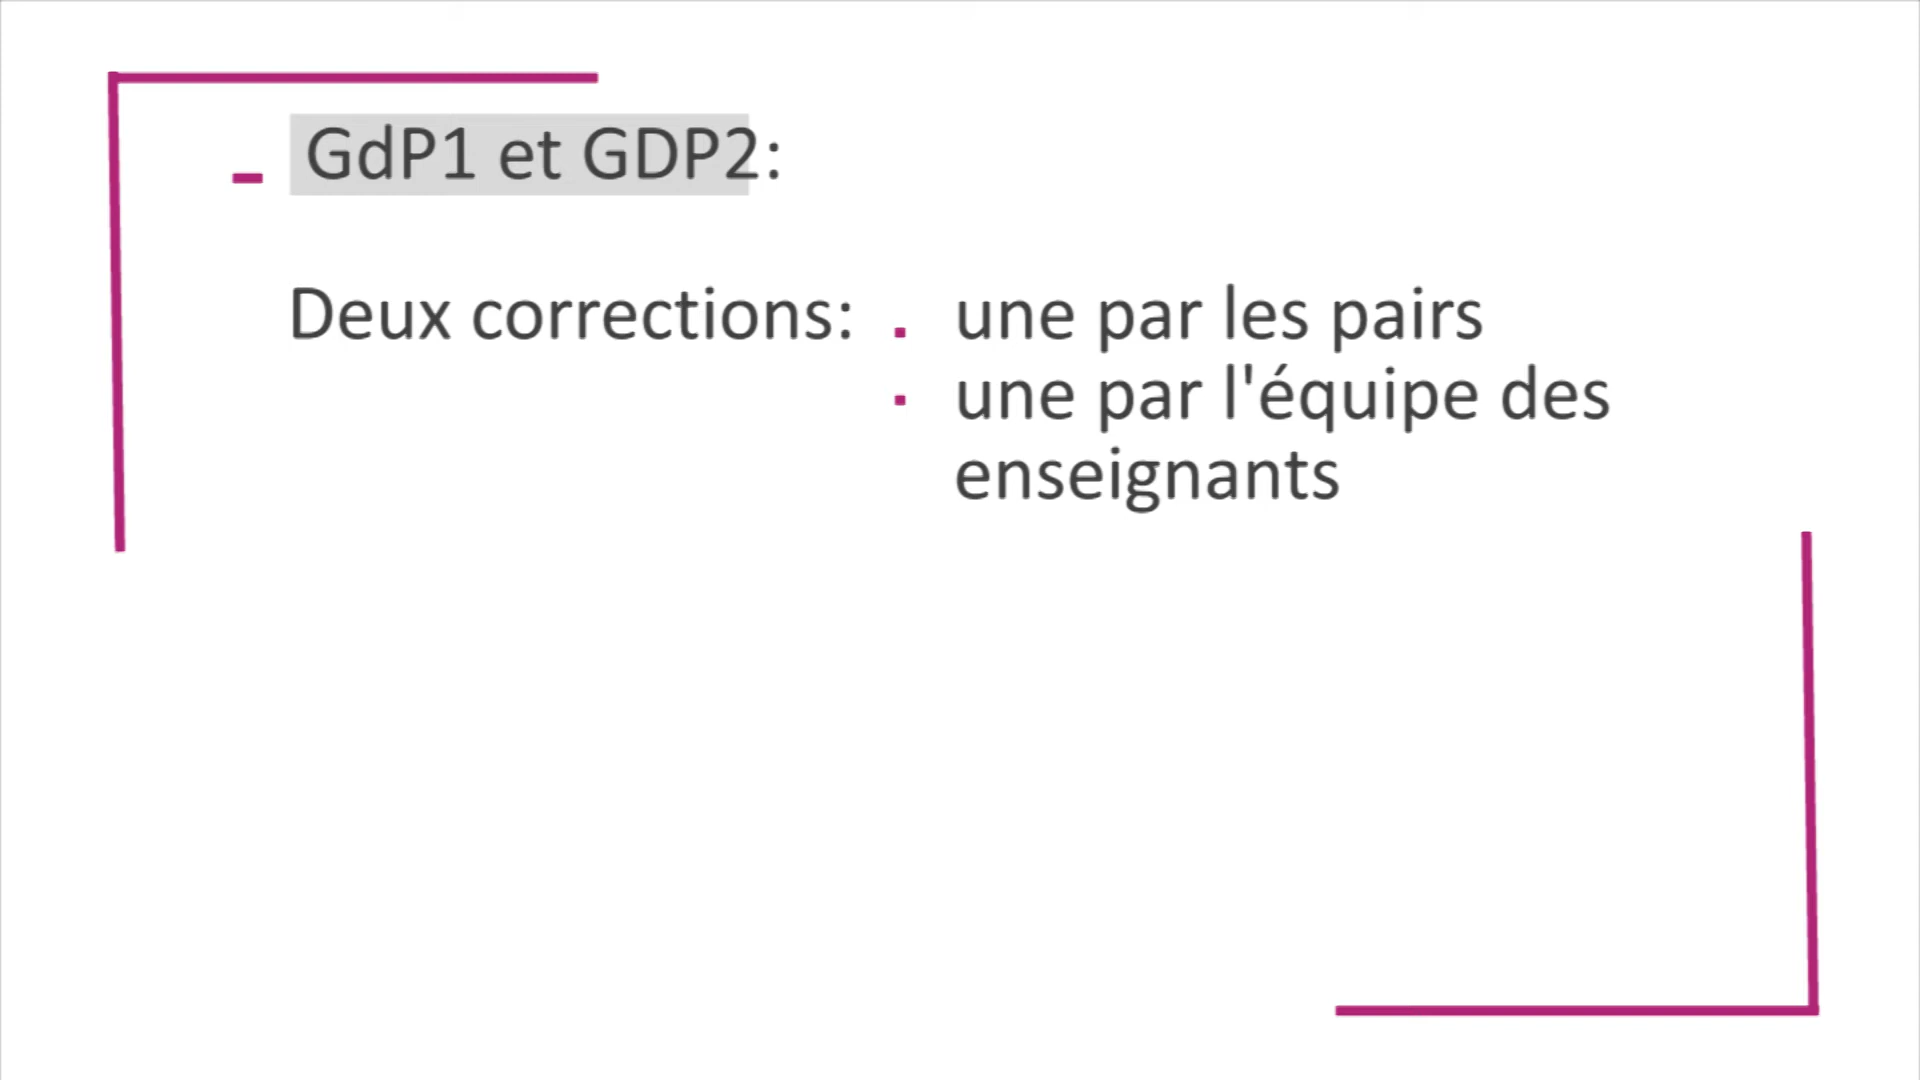 - GdP1 et GDP2:
Deux corrections: . une par les pairs
. une par l'équipe des
enseignants